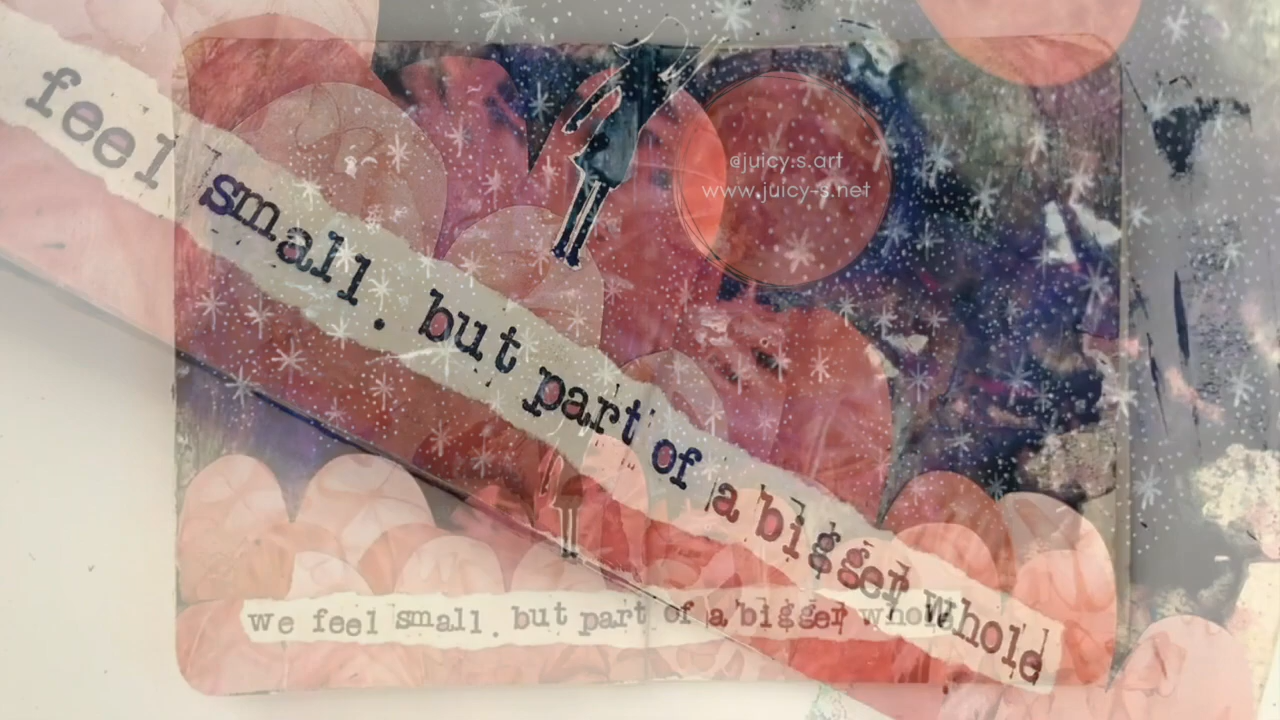 feel small. but part of a bigger whole
@juicy.s.art
www.juicy-s.net
we feel small. but part of a bigger whole